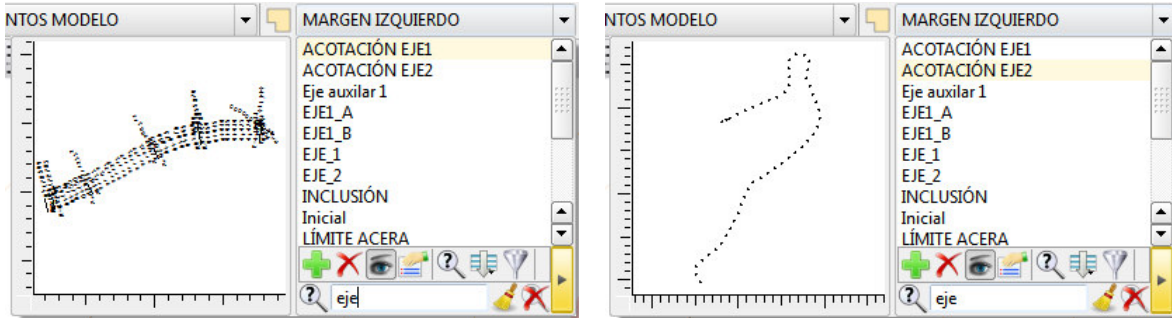 NTOS MODELO
MARGEN IZQUIERDO
ACOTACIÓN EJE1
ACOTACIÓN EJE2
Eje auxilar 1
EJE1_A
EJE1_B
EJE_1
EJE_2
INCLUSIÓN
Inicial
LÍMITE ACERA
eje
NTOS MODELO
MARGEN IZQUIERDO
ACOTACIÓN EJE1
ACOTACIÓN EJE2
Eje auxilar 1
EJE1_A
EJE1_B
EJE_1
EJE_2
INCLUSIÓN
Inicial
LÍMITE ACERA
eje